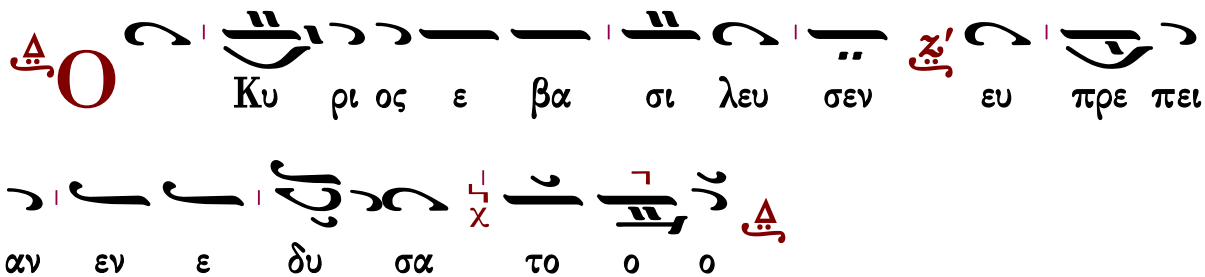 Ο Κυ ρι ος ε βα σι λευ σεν ευ πρε πει
αν εν ε δυ σα το ο ο